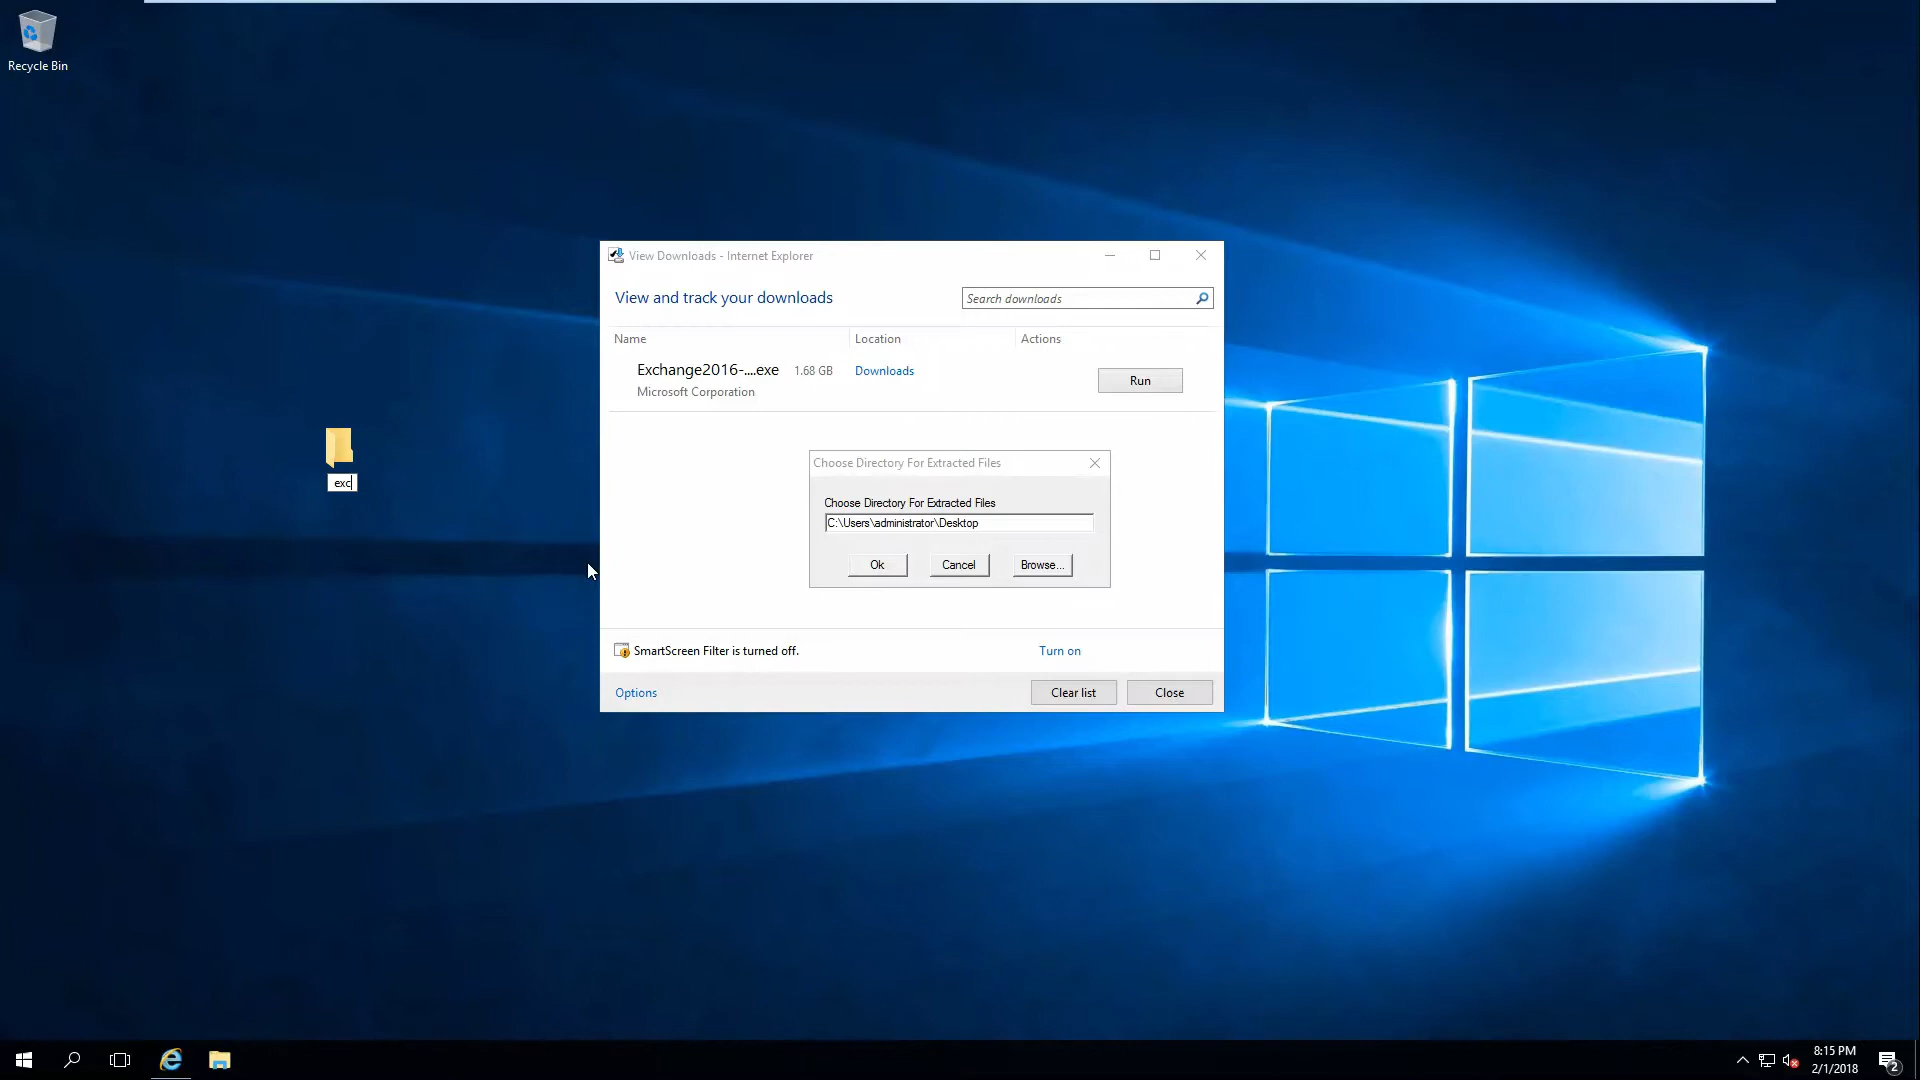 Recycle Bin
exc
View Downloads - Internet Explorer
View and track your downloads
Search downloads
Name Location Actions
Exchange2016-....exe 1.68 GB Downloads
Run
Microsoft Corporation
Choose Directory For Extracted Files
Choose Directory For Extracted Files
C:\Users\administrator\Desktop
Ok Cancel Browse...
SmartScreen Filter is turned off. Turn on
Options Clear list Close
8:15 PM
2/1/2018
2